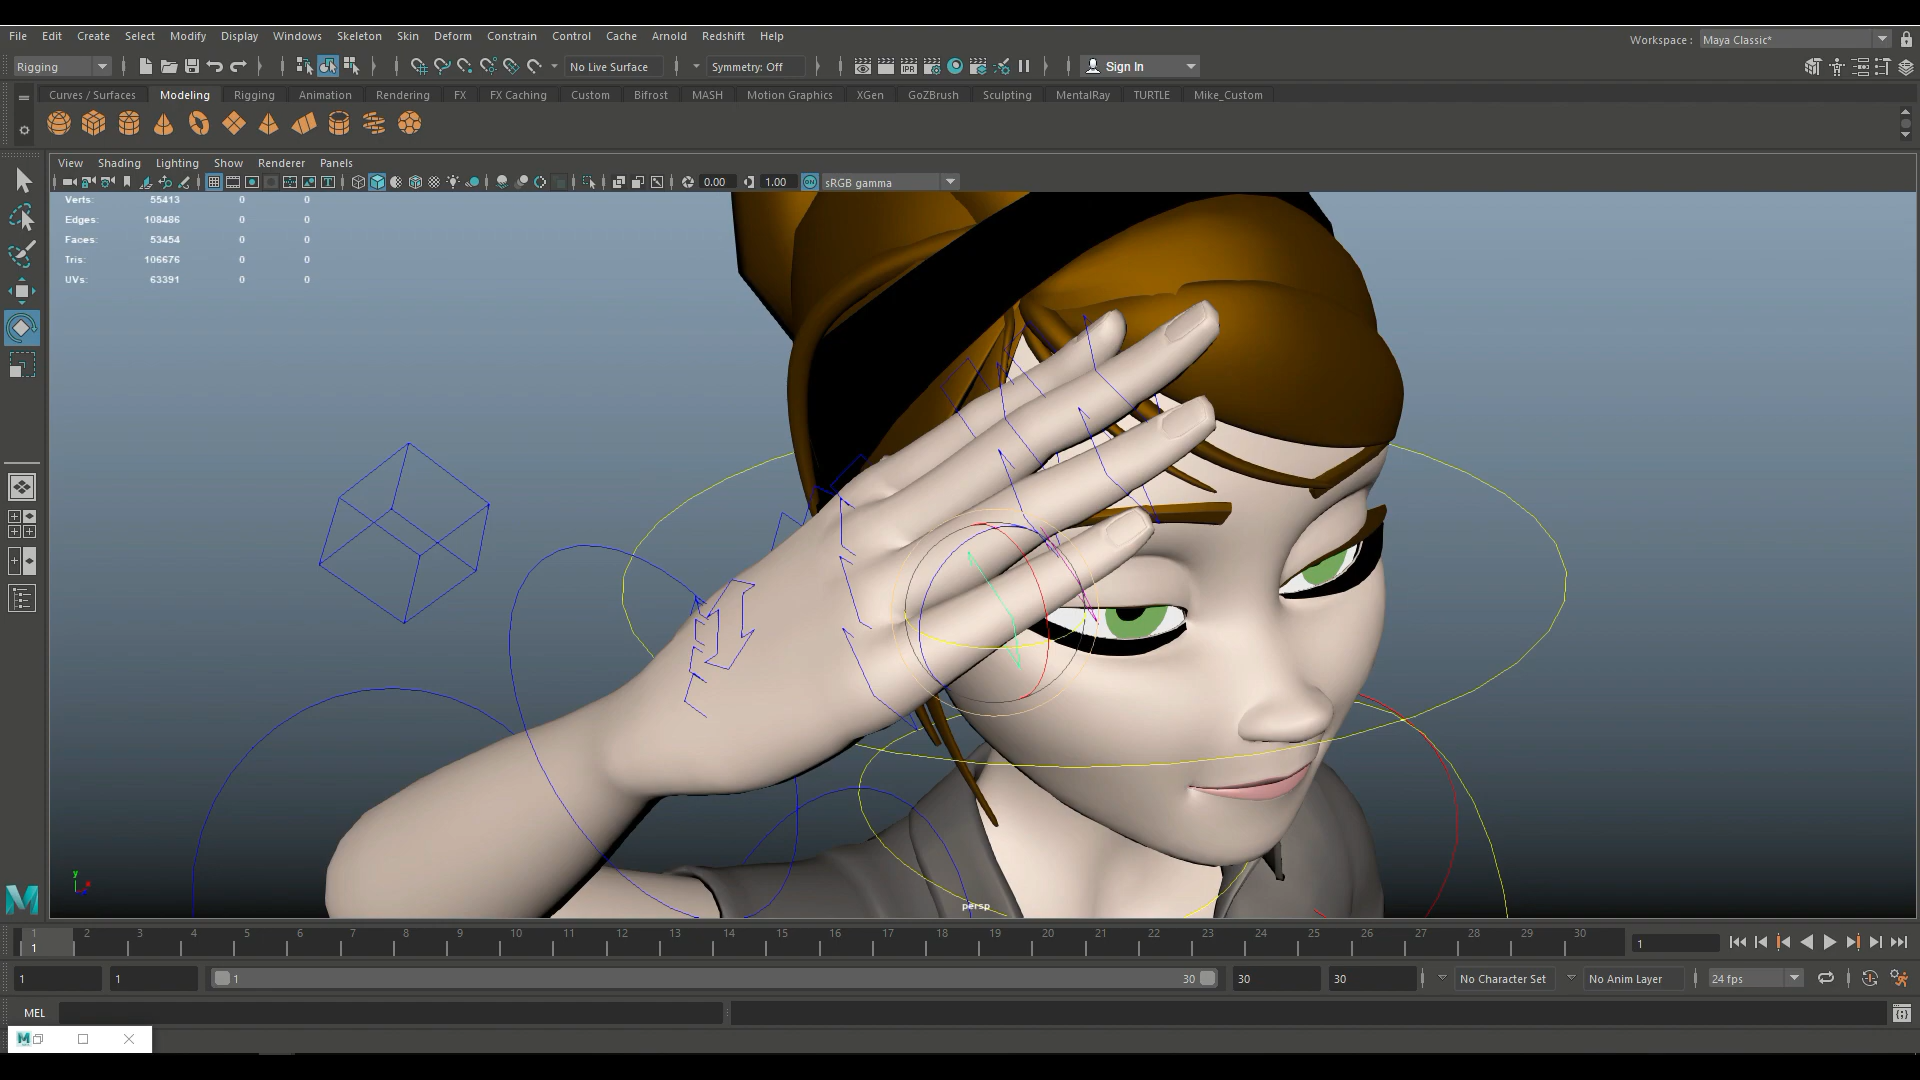 File Edit Create Select Modify Display Windows Skeleton Skin Deform Constrain Control Cache Arnold Redshift Help
Workspace : Maya Classic*
Rigging No Live Surface Symmetry: Off IPR Sign In
Curves / Surfaces Modeling Rigging Animation Rendering FX FX Caching Custom Bifrost MASH Motion Graphics XGen GoZBrush Sculpting MentalRay TURTLE Mike_Custom
View Shading Lighting Show Renderer Panels
0.00 1.00 ON sRGB gamma
Verts: 55413 0 0
Edges: 108486 0 0
Faces: 53454 0 0
Tris: 106676 0 0
UVs: 63391 0 0
y
persp
1 2 3 4 5 6 7 8 9 10 11 12 13 14 15 16 17 18 19 20 21 22 23 24 25 26 27 28 29 30
1 1
1 1 1 30 30 30 No Character Set No Anim Layer 24 fps
MEL
M